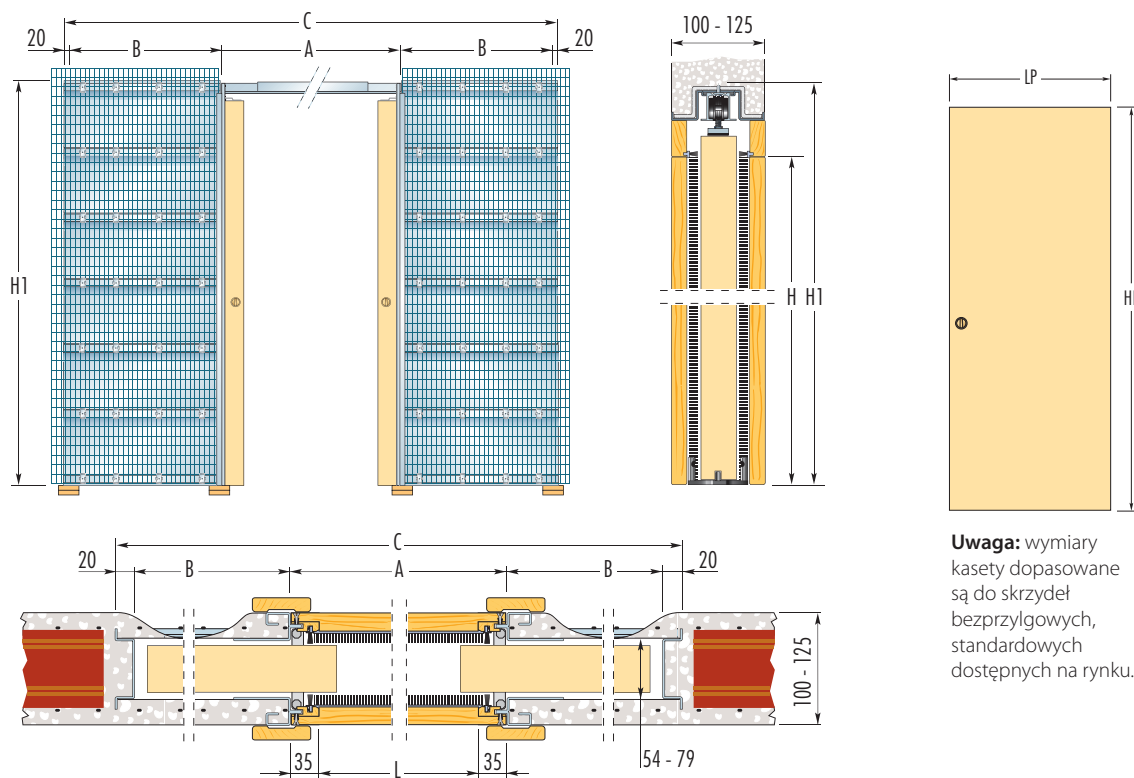 C
20 B A B 20
H1
100 - 125
H H1
LP
C
20 B A B 20
100 - 125
35 L 35
54 - 79
Uwaga: wymiary
kasety dopasowane
są do skrzydeł
bezprzylgowych,
standardowych
dostępnych na rynku.